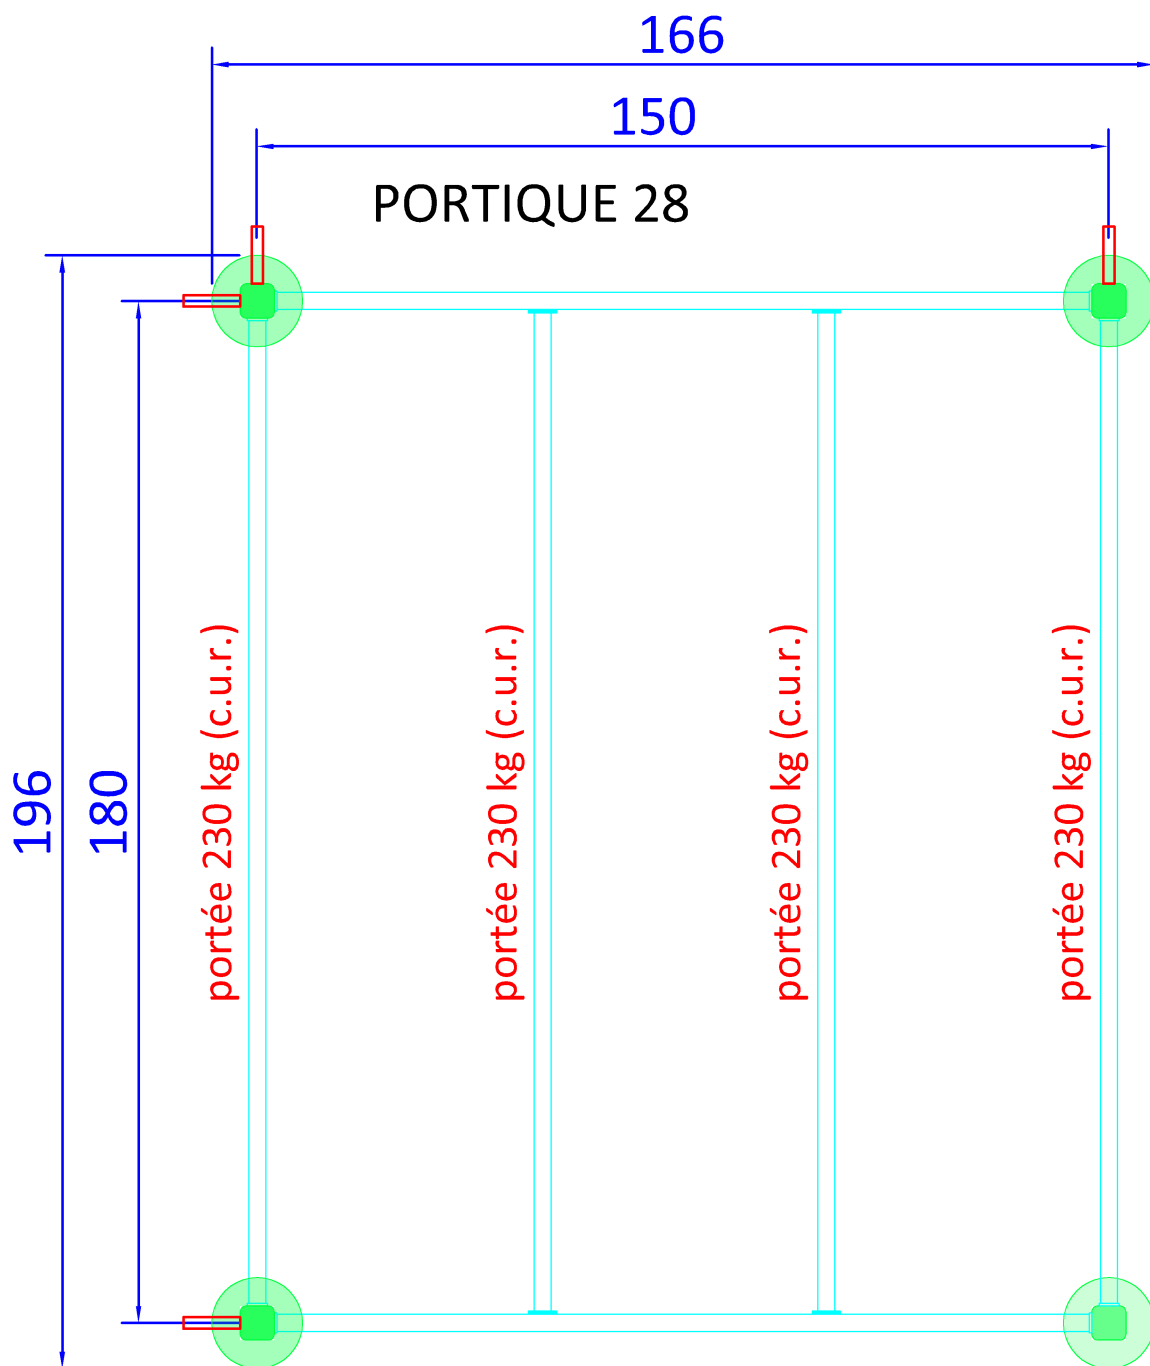 166
150
PORTIQUE 28
196
180
portée 230 kg (c.u.r.)
portée 230 kg (c.u.r.)
portée 230 kg (c.u.r.)
portée 230 kg (c.u.r.)